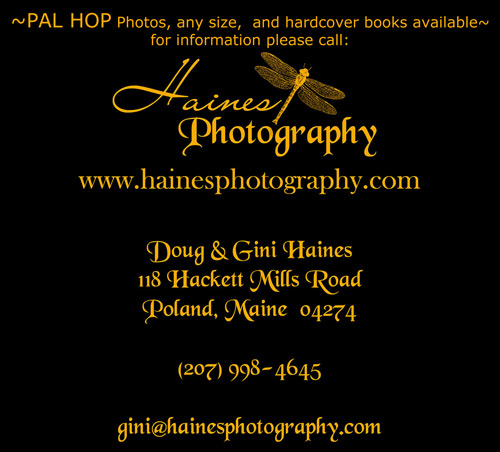 ~PAL HOP Photos, any size, and hardcover books available~
for information please call:
Haines
Photography
www.hainesphotography.com
Doug & Gini Haines
118 Hackett Mills Road
Poland, Maine 04274
(207) 998-4645
gini@hainesphotography.com